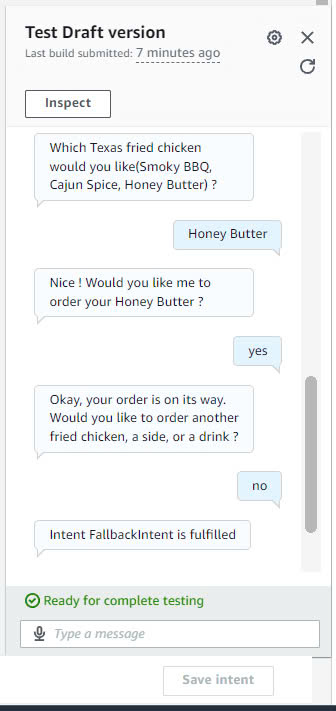 Test Draft version
Last build submitted: 7 minutes ago
Inspect
Which Texas fried chicken
would you like(Smoky BBQ,
Cajun Spice, Honey Butter) ?
Honey Butter
Nice ! Would you like me to
order your Honey Butter ?
yes
Okay, your order is on its way.
Would you like to order another
fried chicken, a side, or a drink ?
no
Intent FallbackIntent is fulfilled
Ready for complete testing
Type a message
Save intent